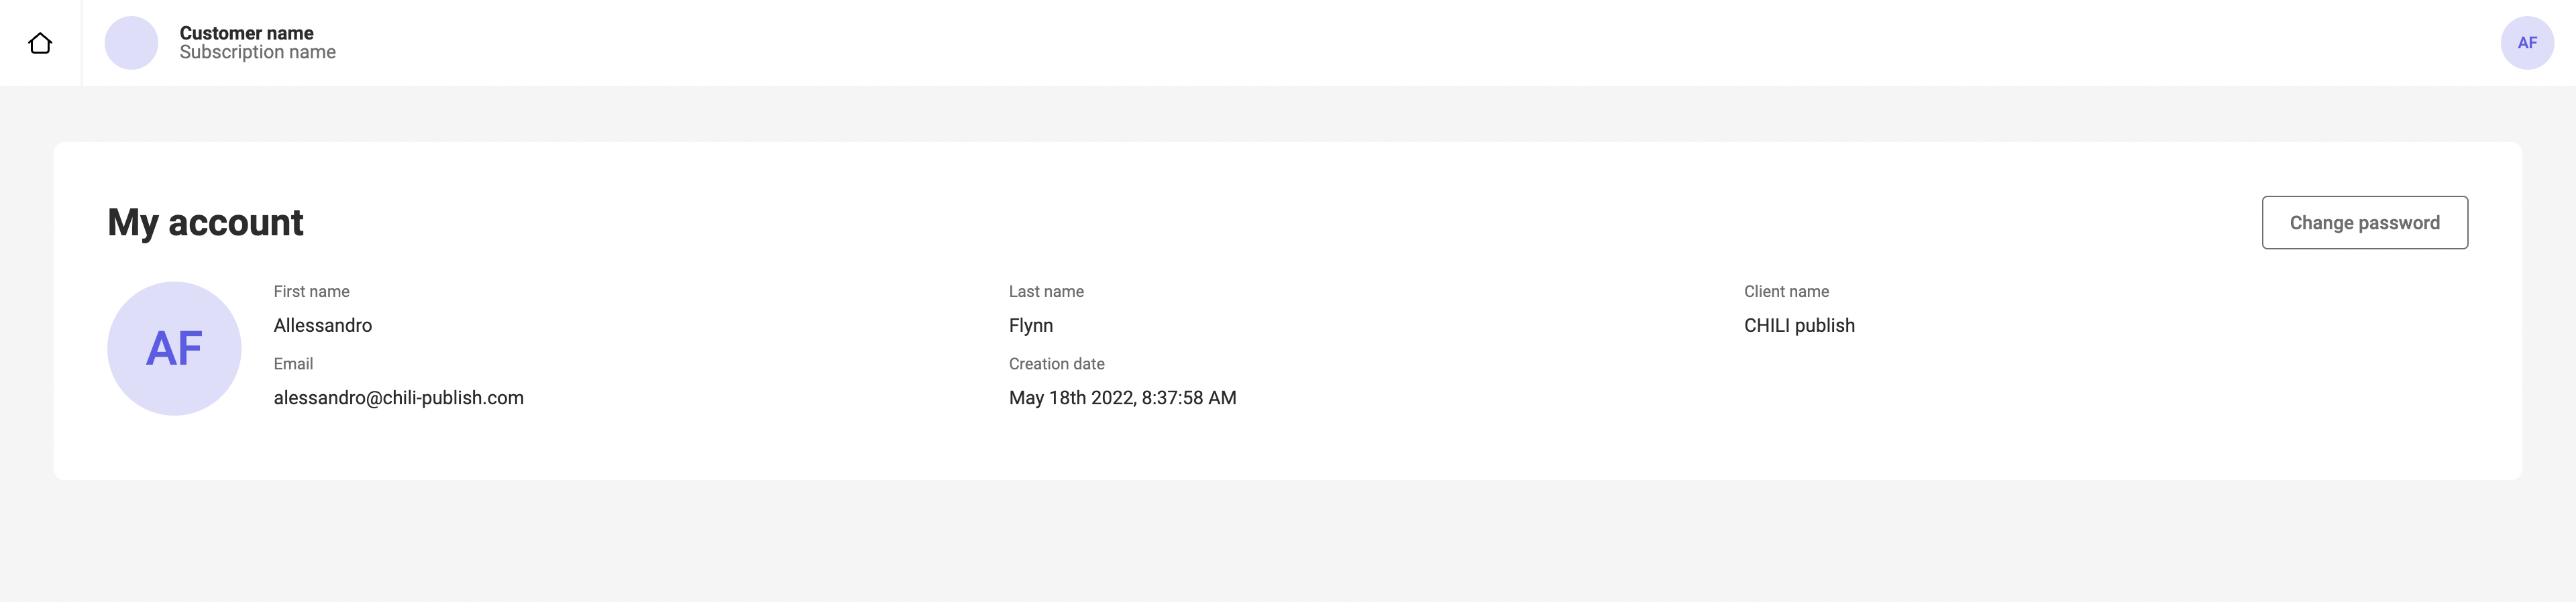 Customer name
Subscription name
AF
My account
Change password
First name
Last name
Client name
Allessandro
Flynn
CHILI publish
AF
Email
Creation date
alessandro@chili-publish.com
May 18th 2022, 8:37:58 AM